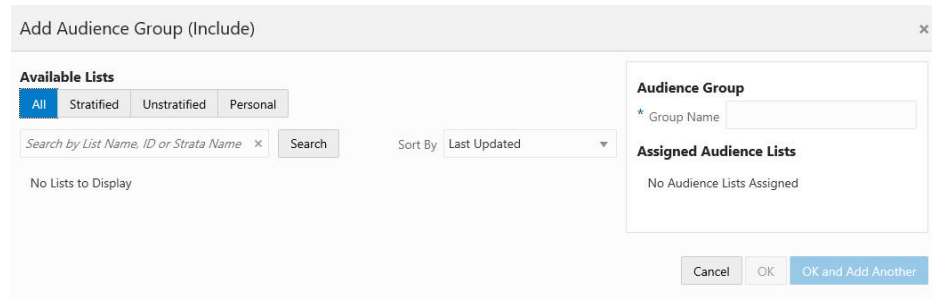 Add Audience Group (Include)
×
Available Lists
All Stratified Unstratified Personal
Search by List Name, ID or Strata Name × Search Sort By Last Updated
No Lists to Display
Audience Group
* Group Name
Assigned Audience Lists
No Audience Lists Assigned
Cancel OK OK and Add Another